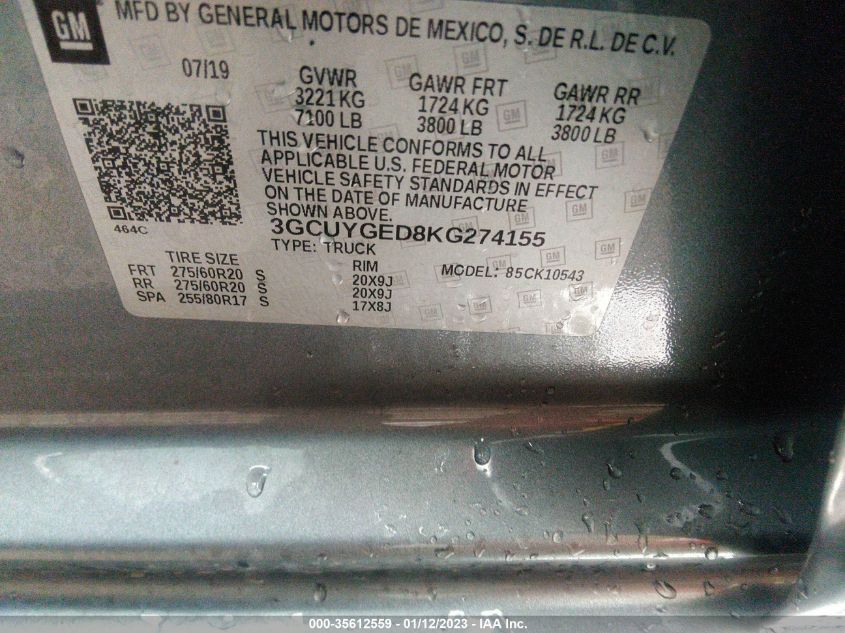 GM
MFD BY GENERAL MOTORS DE MEXICO, S. DE R.L. DE C.V.
07/19 GVWR GAWR FRT GAWR RR
3221 KG 1724 KG 1724 KG
7100 LB 3800 LB 3800 LB
THIS VEHICLE CONFORMS TO ALL
APPLICABLE U.S. FEDERAL MOTOR
VEHICLE SAFETY STANDARDS IN EFFECT
ON THE DATE OF MANUFACTURE
SHOWN ABOVE.
464C
3GCUYGED8KG274155
TYPE: TRUCK
MODEL: 85CK10543
TIRE SIZE RIM
FRT 275/60R20 S 20X9J
RR 275/60R20 S 20X9J
SPA 255/80R17 S 17X8J
000-35612559 - 01/12/2023 - © IAA Inc.